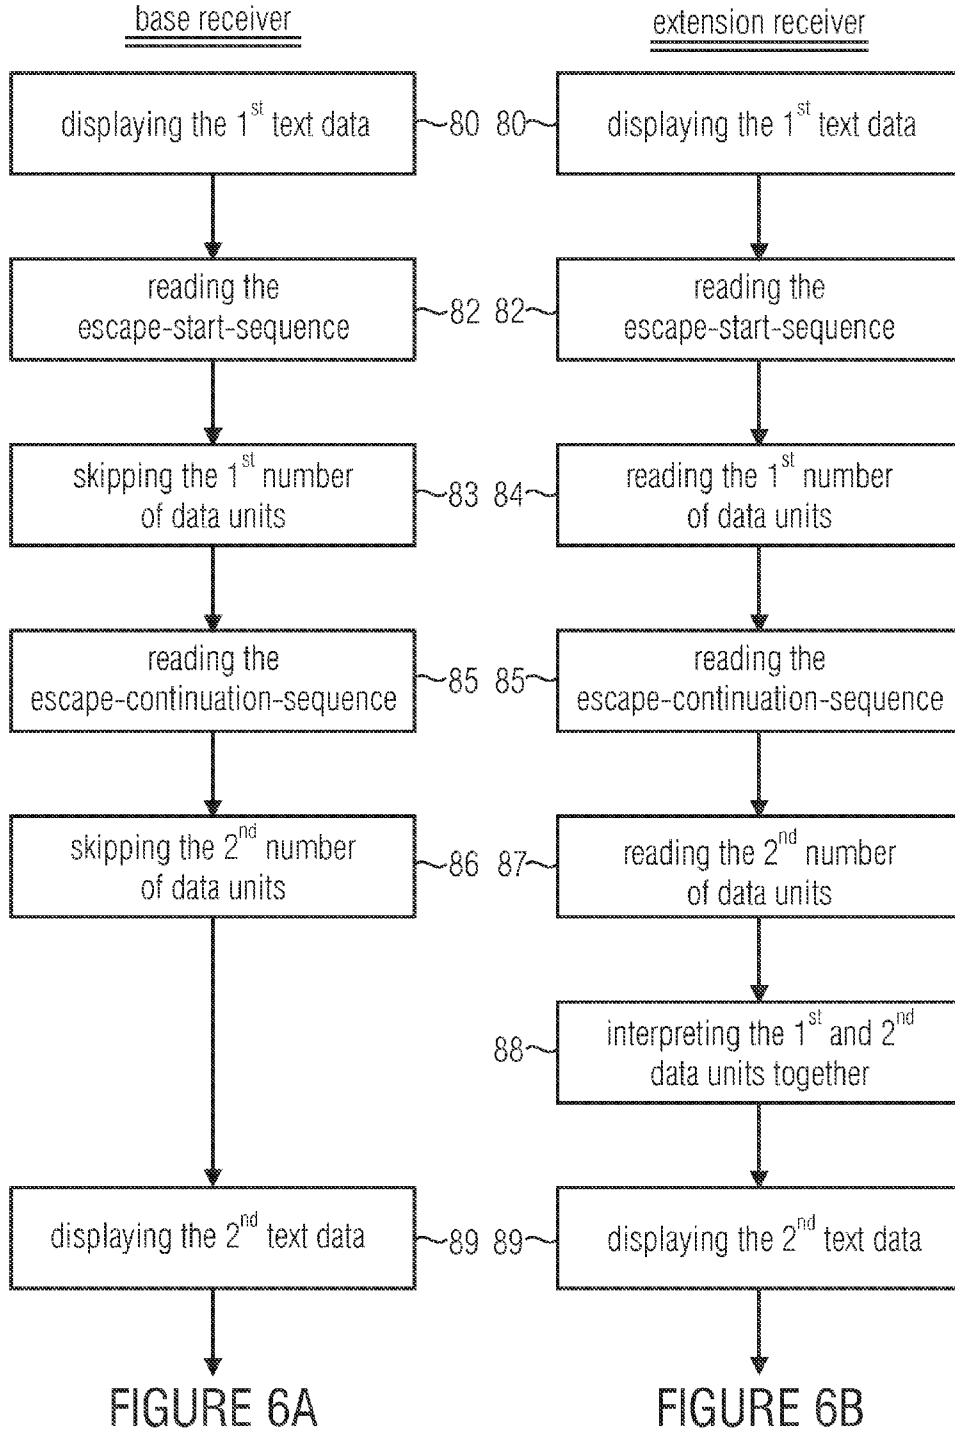 base receiver
displaying the 1st text data
80
reading the
escape-start-sequence
82
skipping the 1st number
of data units
83
reading the
escape-continuation-sequence
85
skipping the 2nd number
of data units
86
displaying the 2nd text data
89
FIGURE 6A
extension receiver
80
displaying the 1st text data
82
reading the
escape-start-sequence
84
reading the 1st number
of data units
85
reading the
escape-continuation-sequence
87
reading the 2nd number
of data units
88
interpreting the 1st and 2nd
data units together
89
displaying the 2nd text data
FIGURE 6B